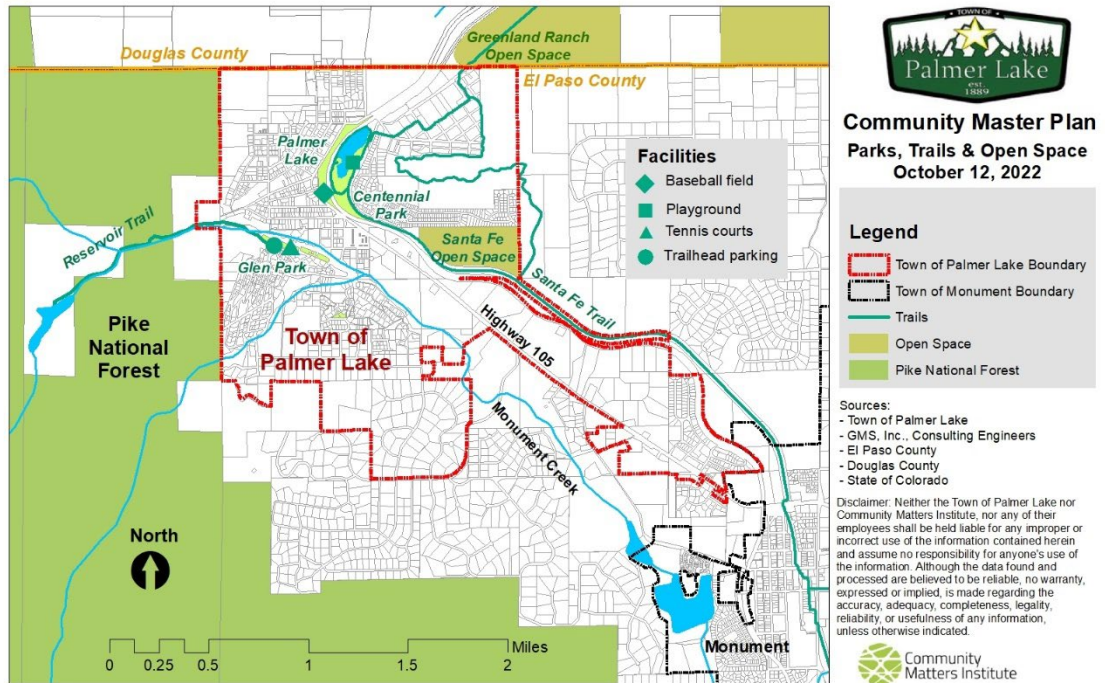 Douglas County
Greenland Ranch
Open Space
El Paso County
Palmer
Lake
Centennial
Park
Reservoir Trail
Glen Park
Santa Fe
Open Space
Santa Fe Trail
Highway 105
Pike
National
Forest
Town of
Palmer Lake
Monument Creek
Monument
North
0 0.25 0.5 1 1.5 2
Miles
Facilities
Baseball field
Playground
Tennis courts
Trailhead parking
TOWN OF
Palmer Lake
est.
1889
Community Master Plan
Parks, Trails & Open Space
October 12, 2022
Legend
Town of Palmer Lake Boundary
Town of Monument Boundary
Trails
Open Space
Pike National Forest
Sources:
- Town of Palmer Lake
- GMS, Inc., Consulting Engineers
- El Paso County
- Douglas County
- State of Colorado
Disclaimer: Neither the Town of Palmer Lake nor
Community Matters Institute, nor any of their
employees shall be held liable for any improper or
incorrect use of the information contained herein
and assume no responsibility for anyone's use of
the information. Although the data found and
processed are believed to be reliable, no warranty,
expressed or implied, is made regarding the
accuracy, adequacy, completeness, legality,
reliability, or usefulness of any information,
unless otherwise indicated.
Community
Matters Institute